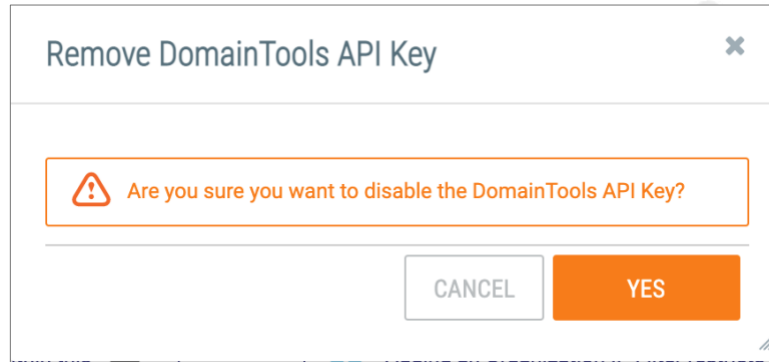 Remove DomainTools API Key
Are you sure you want to disable the DomainTools API Key?
CANCEL
YES